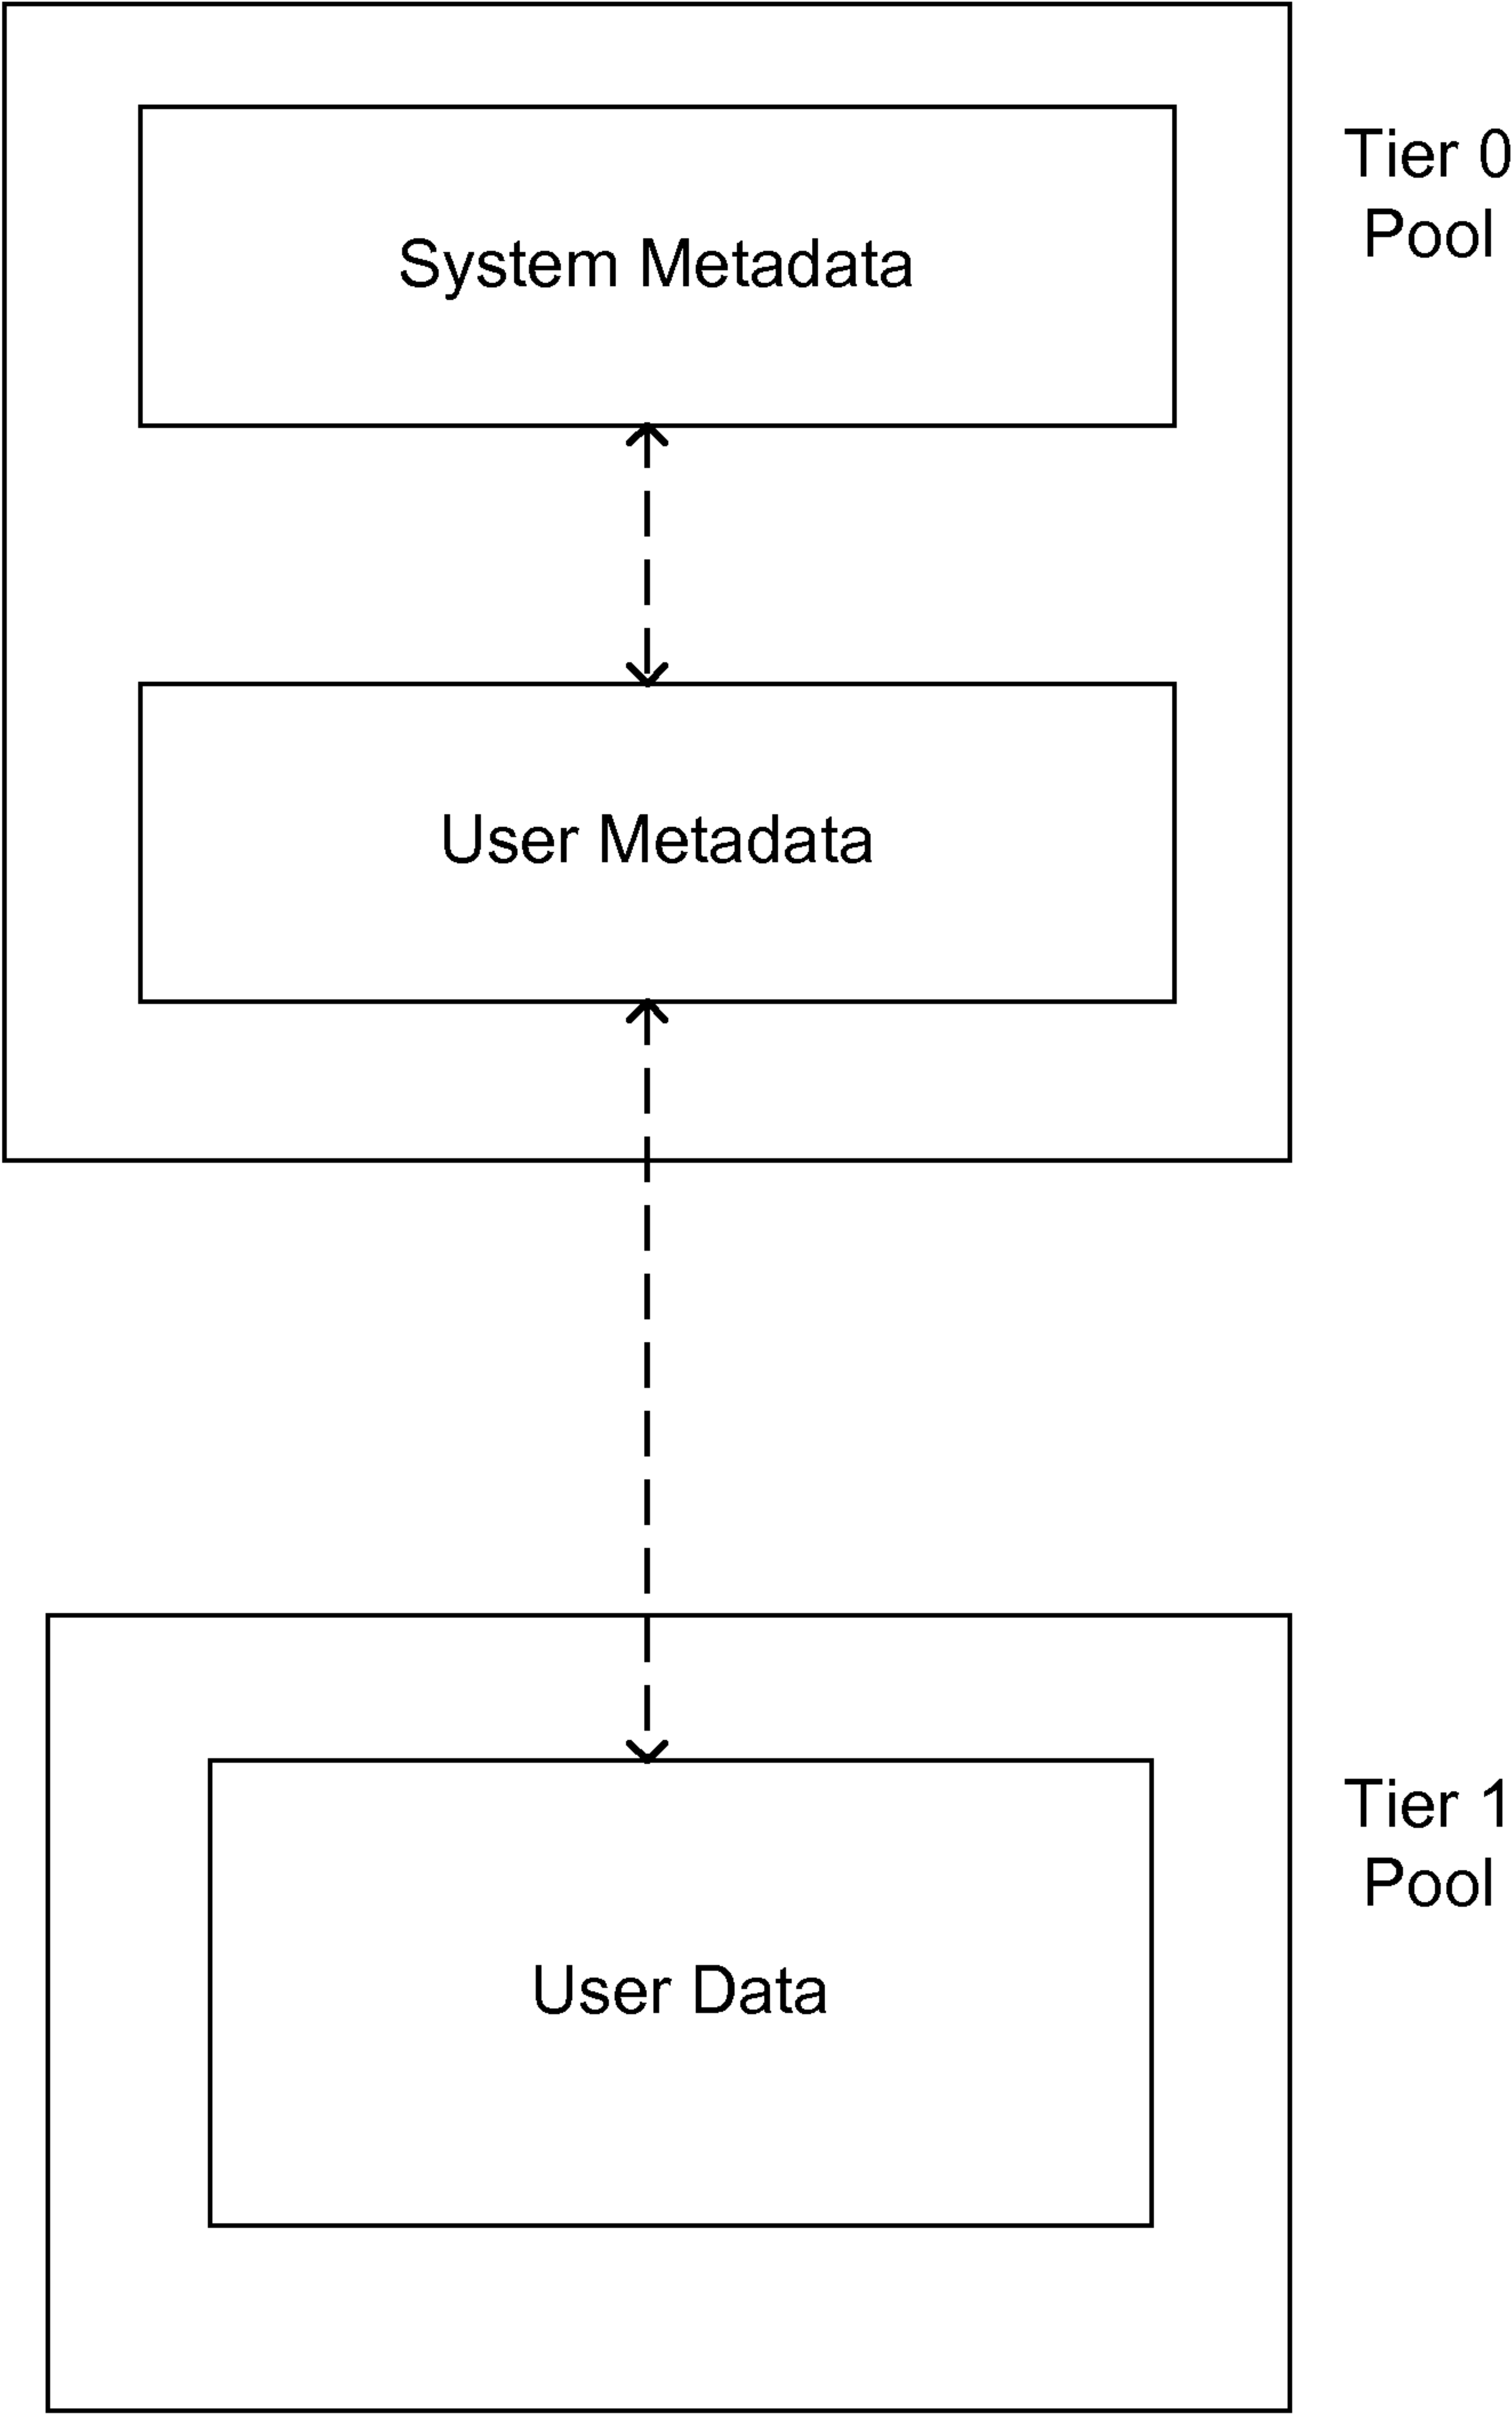 Tier 0
Pool
System Metadata
User Metadata
Tier 1
Pool
User Data